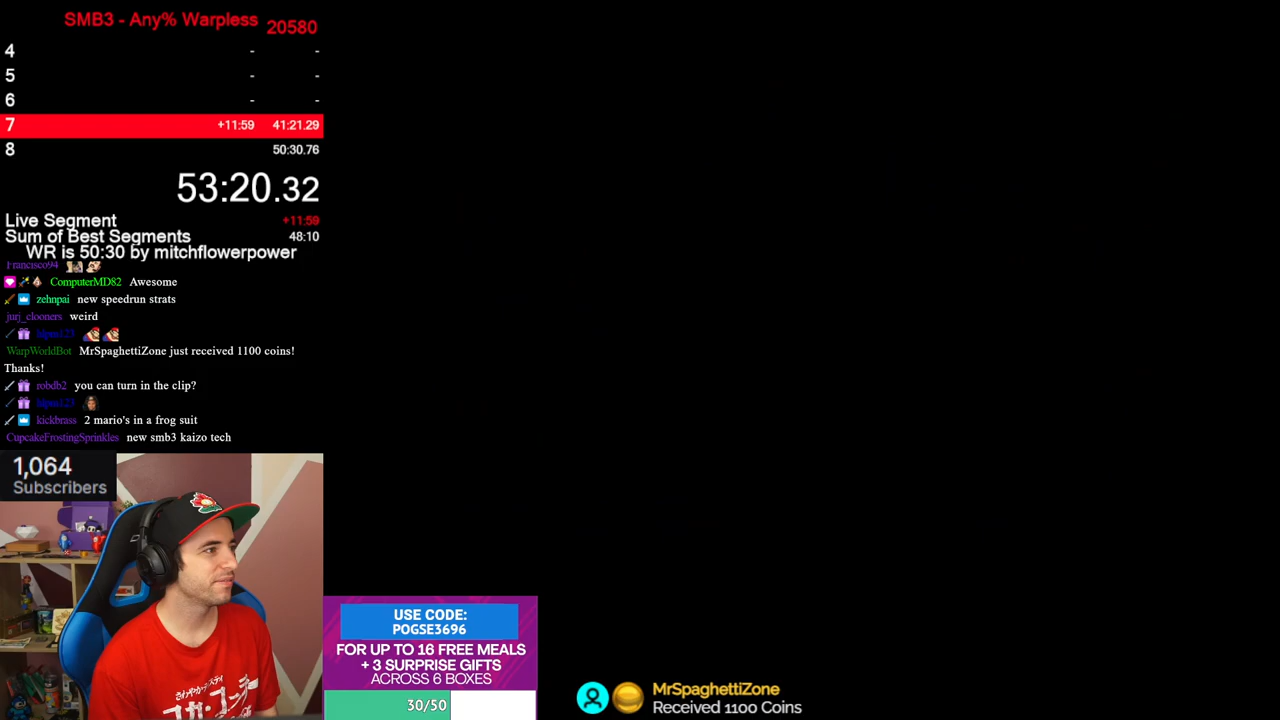 SMB3 - Any% Warpless 20580
4 - -
5 - -
6 - -
7 +11:59 41:21.29
8 50:30.76
53:20.32
Live Segment +11:59
Sum of Best Segments 48:10
WR is 50:30 by mitchflowerpower
Francisco94
ComputerMD82 Awesome
zehnpai new speedrun strats
jurj_clooners weird
WarpWorldBot MrSpaghettiZone just received 1100 coins!
Thanks!
robdb2 you can turn in the clip?
kickbrass 2 mario's in a frog suit
CupcakeFrostingSprinkles new smb3 kaizo tech
1,064
Subscribers
USE CODE:
POGSE3696
FOR UP TO 16 FREE MEALS
+ 3 SURPRISE GIFTS
ACROSS 6 BOXES
30/50
MrSpaghettiZone
Received 1100 Coins